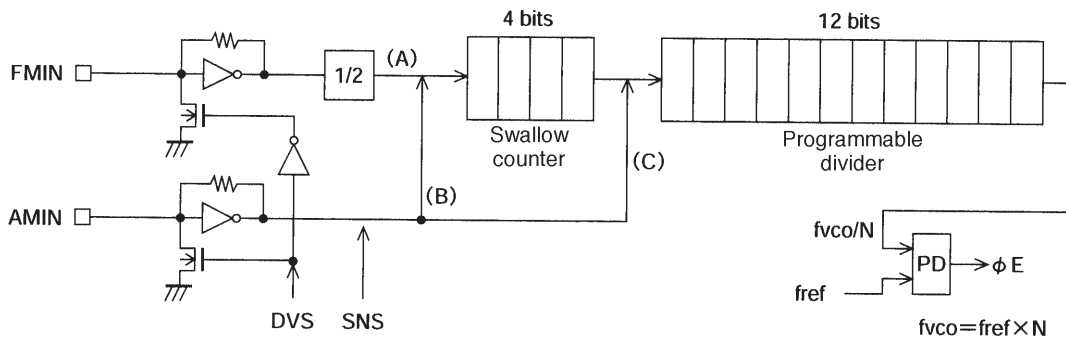 4 bits
12 bits
FMIN
1/2
(A)
Swallow
counter
Programmable
divider
(C)
(B)
AMIN
fvco/N
PD
φE
fref
DVS
SNS
fvco=fref×N